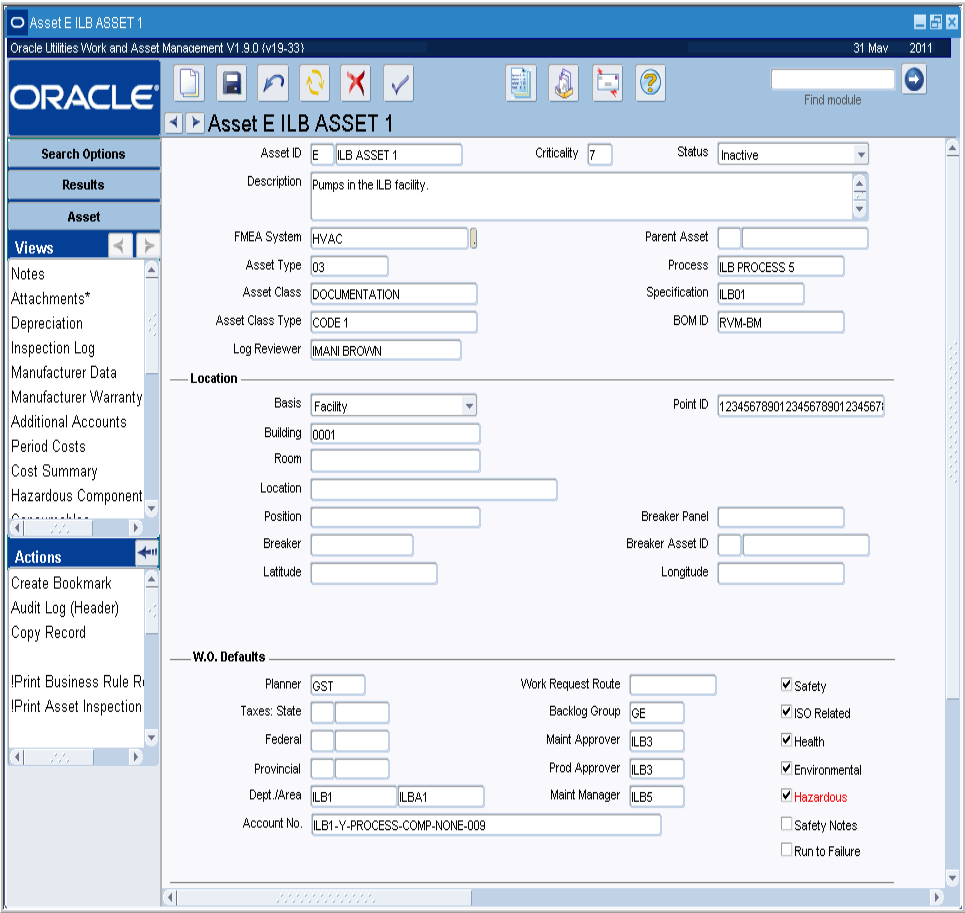 Asset E ILB ASSET 1
Oracle Utilities Work and Asset Management V1.9.0 (v19-33) 31 May 2011
ORACLE
Find module
Asset E ILB ASSET 1
Search Options
Results
Asset
Views
Notes
Attachments*
Depreciation
Inspection Log
Manufacturer Data
Manufacturer Warranty
Additional Accounts
Period Costs
Cost Summary
Hazardous Component
Actions
Create Bookmark
Audit Log (Header)
Copy Record
!Print Business Rule R
!Print Asset Inspection
Asset ID E ILB ASSET 1 Criticality 7 Status Inactive
Description Pumps in the ILB facility.
FMEA System HVAC Parent Asset
Asset Type 03 Process ILB PROCESS 5
Asset Class DOCUMENTATION Specification ILB01
Asset Class Type CODE 1 BOM ID RVM-BM
Log Reviewer IMANI BROWN
Location
Basis Facility Point ID 123456789012345678901234567
Building 0001
Room
Location
Position Breaker Panel
Breaker Breaker Asset ID
Latitude Longitude
W.O. Defaults
Planner GST Work Request Route Safety
Taxes: State Backlog Group GE ISO Related
Federal Maint Approver ILB3 Health
Provincial Prod Approver ILB3 Environmental
Dept./Area ILB1 ILBA1 Maint Manager ILB5 Hazardous
Account No. ILB1-Y-PROCESS-COMP-NONE-009 Safety Notes
Run to Failure